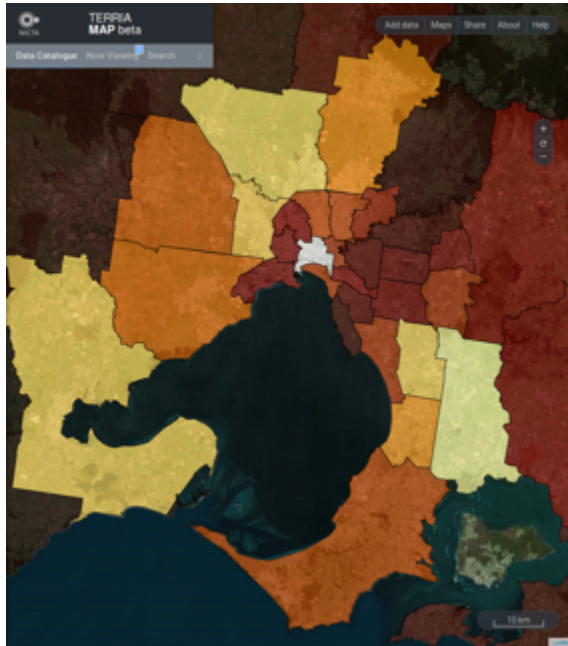 NICTA
TERRIA
MAP beta
Add data Maps Share About Help
Data Catalogue Now Viewing Search
10 km